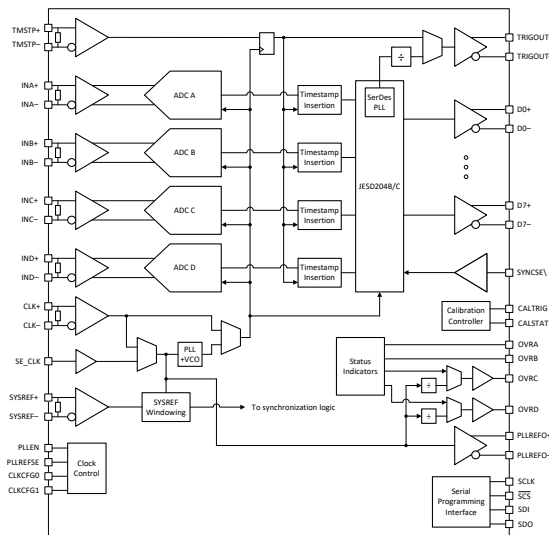 TMSTP+
TMSTP–
INA+
INA–
INB+
INB–
INC+
INC–
IND+
IND–
CLK+
CLK–
SE_CLK
SYSREF+
SYSREF–
PLLEN
PLLREFSE
CLKCFG0
CLKCFG1
ADC A
ADC B
ADC C
ADC D
PLL
+VCO
SYSREF
Windowing
To synchronization logic
Clock
Control
Timestamp
Insertion
Timestamp
Insertion
Timestamp
Insertion
Timestamp
Insertion
SerDes
PLL
JESD204B/C
÷
Calibration
Controller
Status
Indicators
÷
÷
Serial
Programming
Interface
TRIGOUT+
TRIGOUT–
D0+
D0–
D7+
D7–
SYNCSE\
CALTRIG
CALSTAT
OVRA
OVRB
OVRC
OVRD
PLLREFO+
PLLREFO–
SCLK
SCS
SDI
SDO